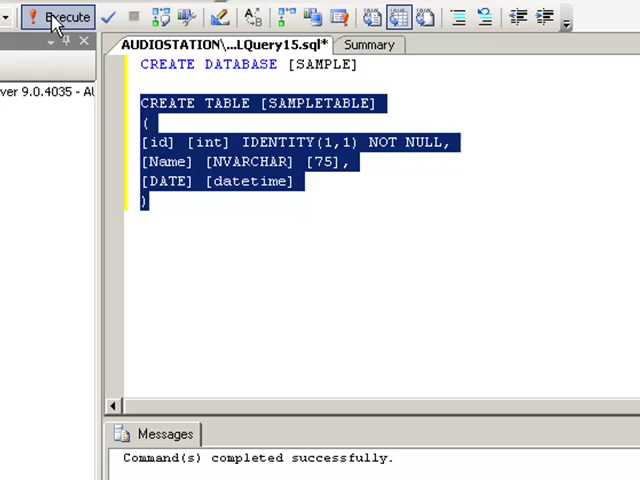 Execute
AUDIOSTATION\...LQuery15.sql*
Summary
ver 9.0.4035 - AU
CREATE DATABASE [SAMPLE]
CREATE TABLE [SAMPLETABLE]
(
[id] [int] IDENTITY(1,1) NOT NULL,
[Name] [NVARCHAR] [75],
[DATE] [datetime]
)
Messages
Command(s) completed successfully.